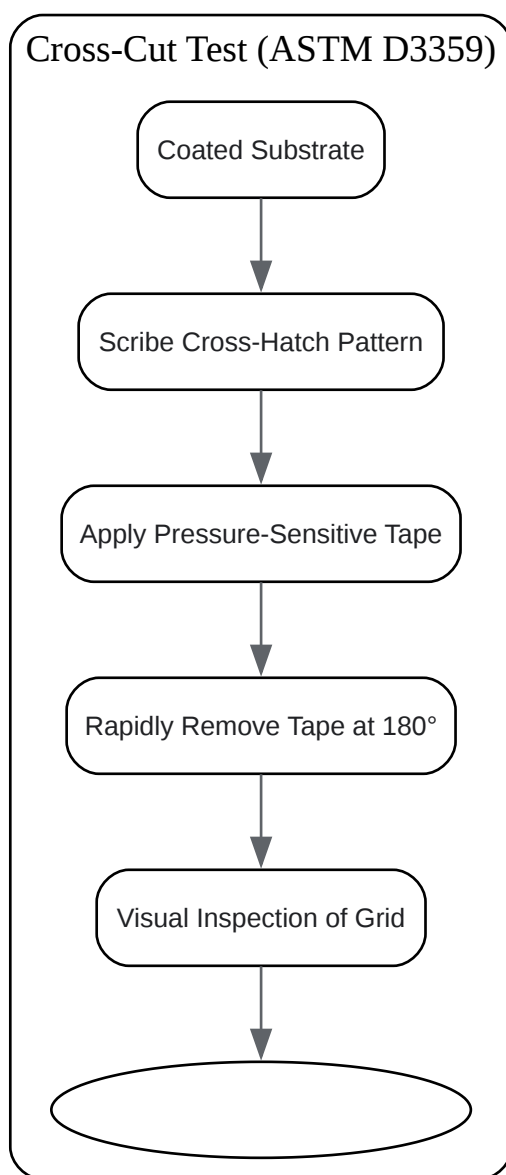 Cross-Cut Test (ASTM D3359)
Coated Substrate
Scribe Cross-Hatch Pattern
Apply Pressure-Sensitive Tape
Rapidly Remove Tape at 180°
Visual Inspection of Grid